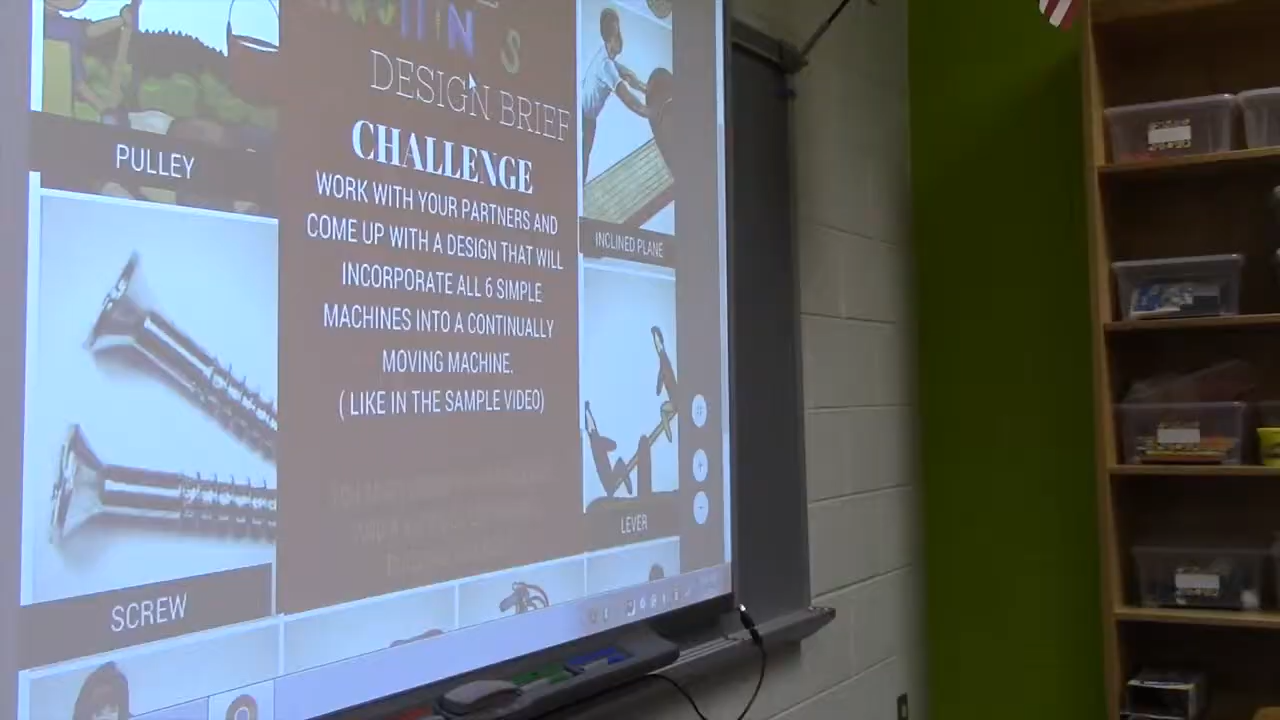 DESIGN BRIEF
CHALLENGE
WORK WITH YOUR PARTNERS AND
COME UP WITH A DESIGN THAT WILL
INCORPORATE ALL 6 SIMPLE
MACHINES INTO A CONTINUALLY
MOVING MACHINE.
( LIKE IN THE SAMPLE VIDEO)
PULLEY
SCREW
INCLINED PLANE
LEVER